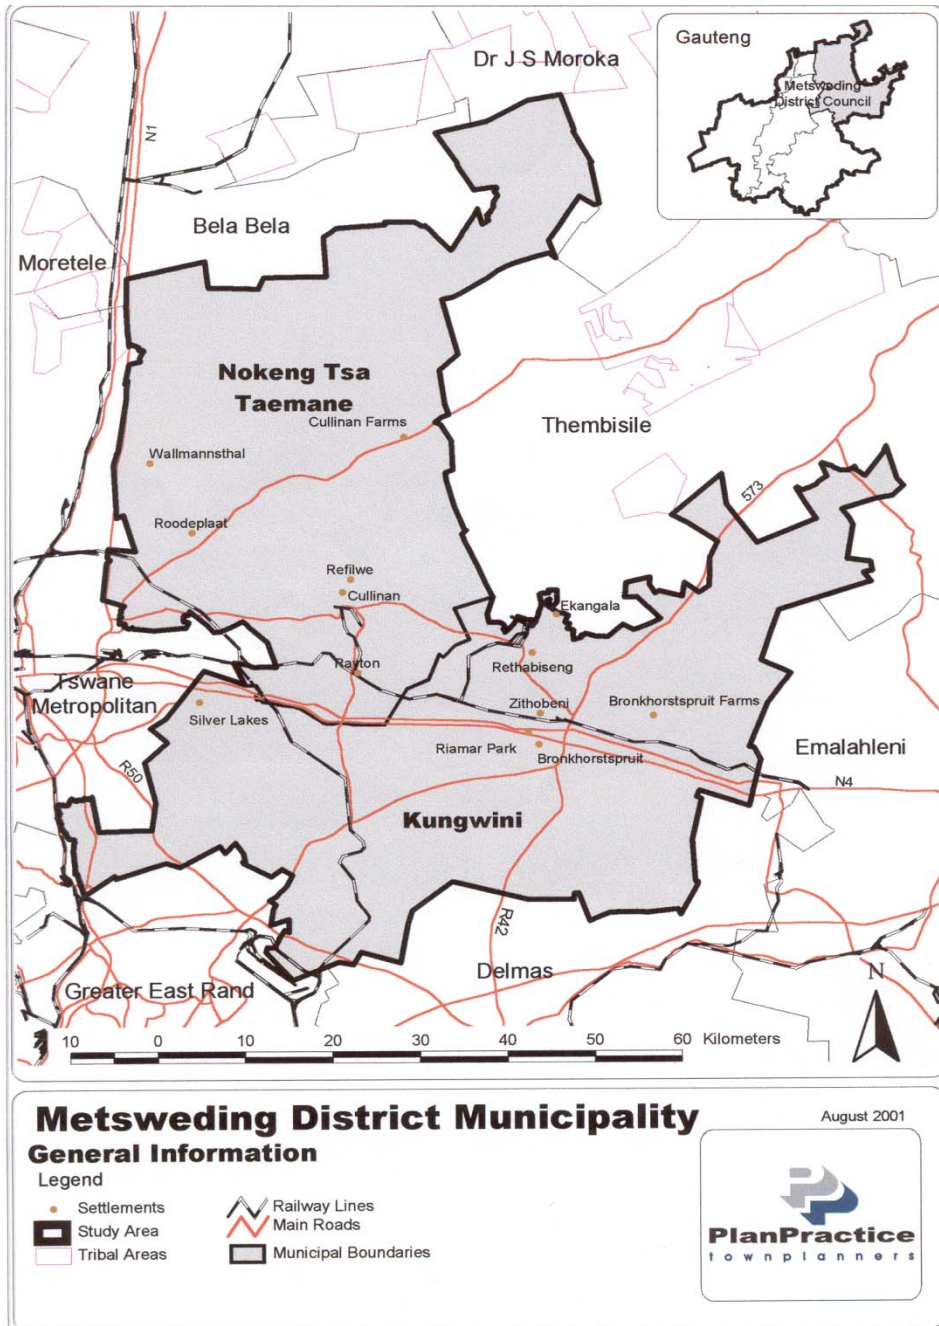 Dr J S Moroka
Gauteng
Metsweding
District Council
N1
Bela Bela
Moretele
Nokeng Tsa
Taemane
Cullinan Farms
Thembisile
Wallmannsthal
573
Roodeplaat
Refilwe
Cullinan
Ekangala
Rayton
Rethabiseng
Tswane
Metropolitan
Silver Lakes
Zithobeni
Bronkhorstspruit Farms
Riamar Park
Bronkhorstspruit
Emalahleni
R50
N4
Kungwini
R42
Delmas
Greater East Rand
N
10 0 10 20 30 40 50 60 Kilometers
Metsweding District Municipality
August 2001
General Information
Legend
Settlements
Study Area
Tribal Areas
Railway Lines
Main Roads
Municipal Boundaries
PlanPractice
townplanners